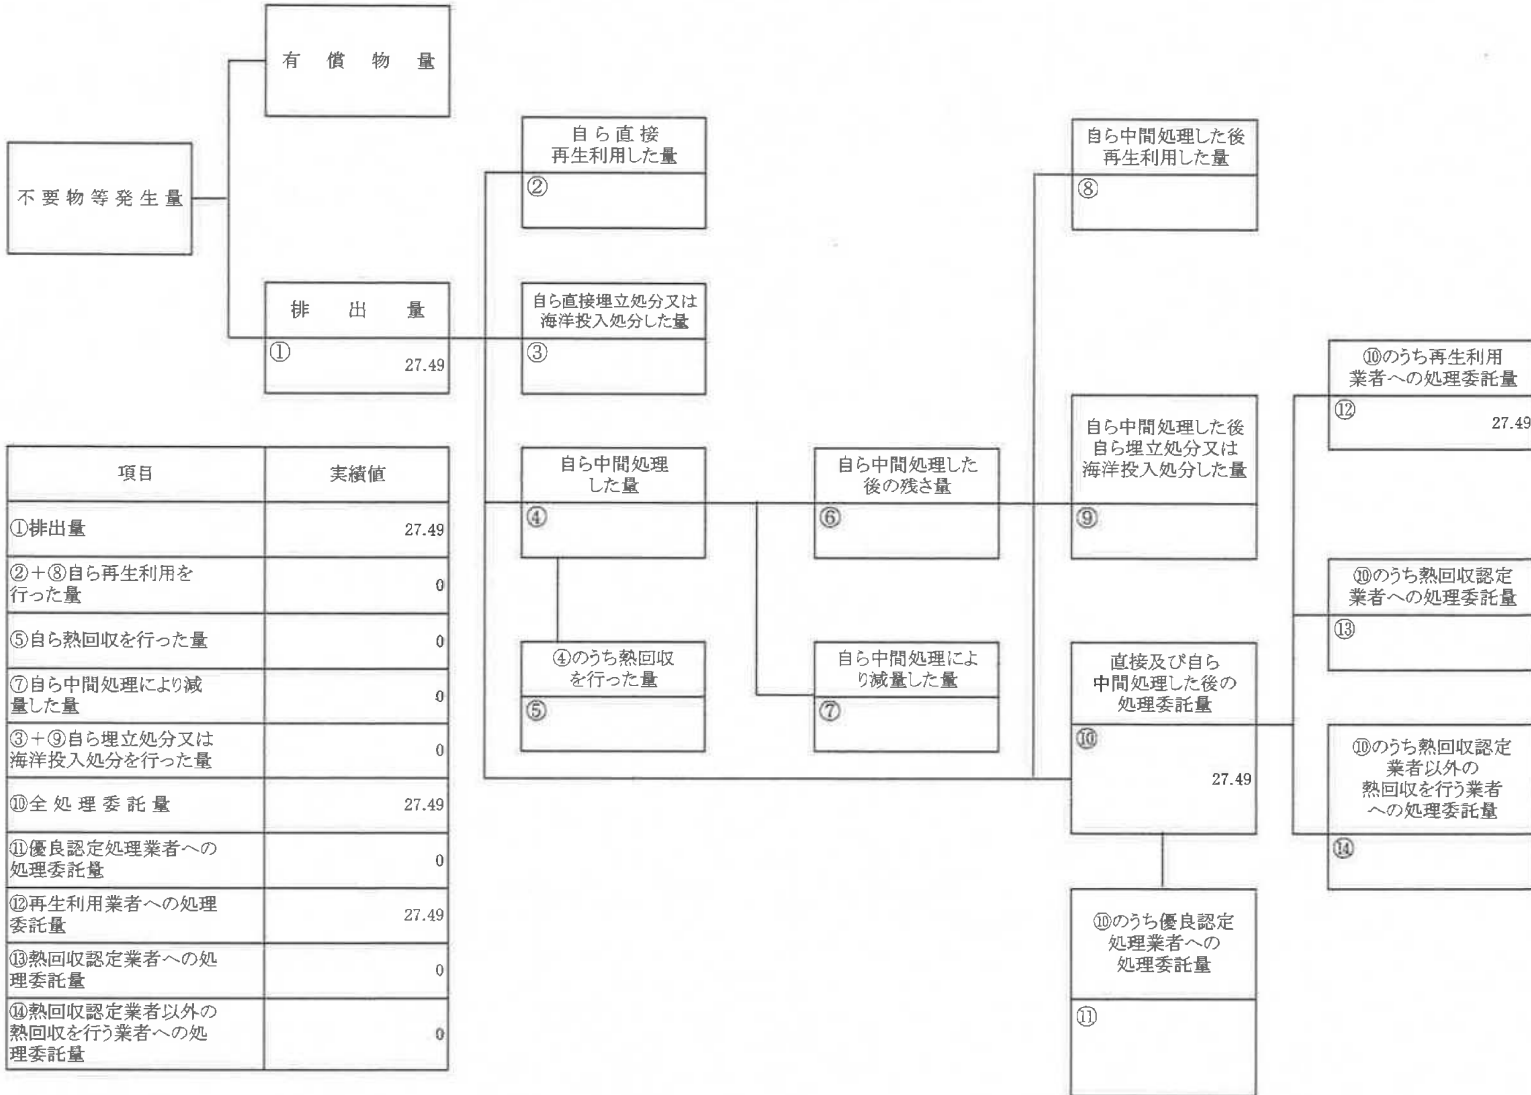 有償物量
不要物等発生量
排出量
①
27.49
自ら直接
再生利用した量
②
自ら直接埋立処分又は
海洋投入処分した量
③
自ら中間処理
した量
④
④のうち熱回収
を行った量
⑤
自ら中間処理した
後の残さ量
⑥
自ら中間処理によ
り減量した量
⑦
自ら中間処理した後
再生利用した量
⑧
自ら中間処理した後
自ら埋立処分又は
海洋投入処分した量
⑨
直接及び自ら
中間処理した後の
処理委託量
⑩
27.49
⑩のうち優良認定
処理業者への
処理委託量
⑪
⑩のうち再生利用
業者への処理委託量
⑫
27.49
⑩のうち熱回収認定
業者への処理委託量
⑬
⑩のうち熱回収認定
業者以外の
熱回収を行う業者
への処理委託量
⑭
項目 実績値
①排出量 27.49
②+⑧自ら再生利用を
行った量 0
⑤自ら熱回収を行った量 0
⑦自ら中間処理により減
量した量 0
③+⑨自ら埋立処分又は
海洋投入処分を行った量 0
⑩全処理委託量 27.49
⑪優良認定処理業者への
処理委託量 0
⑫再生利用業者への処理
委託量 27.49
⑬熱回収認定業者への処
理委託量 0
⑭熱回収認定業者以外の
熱回収を行う業者への処
理委託量 0